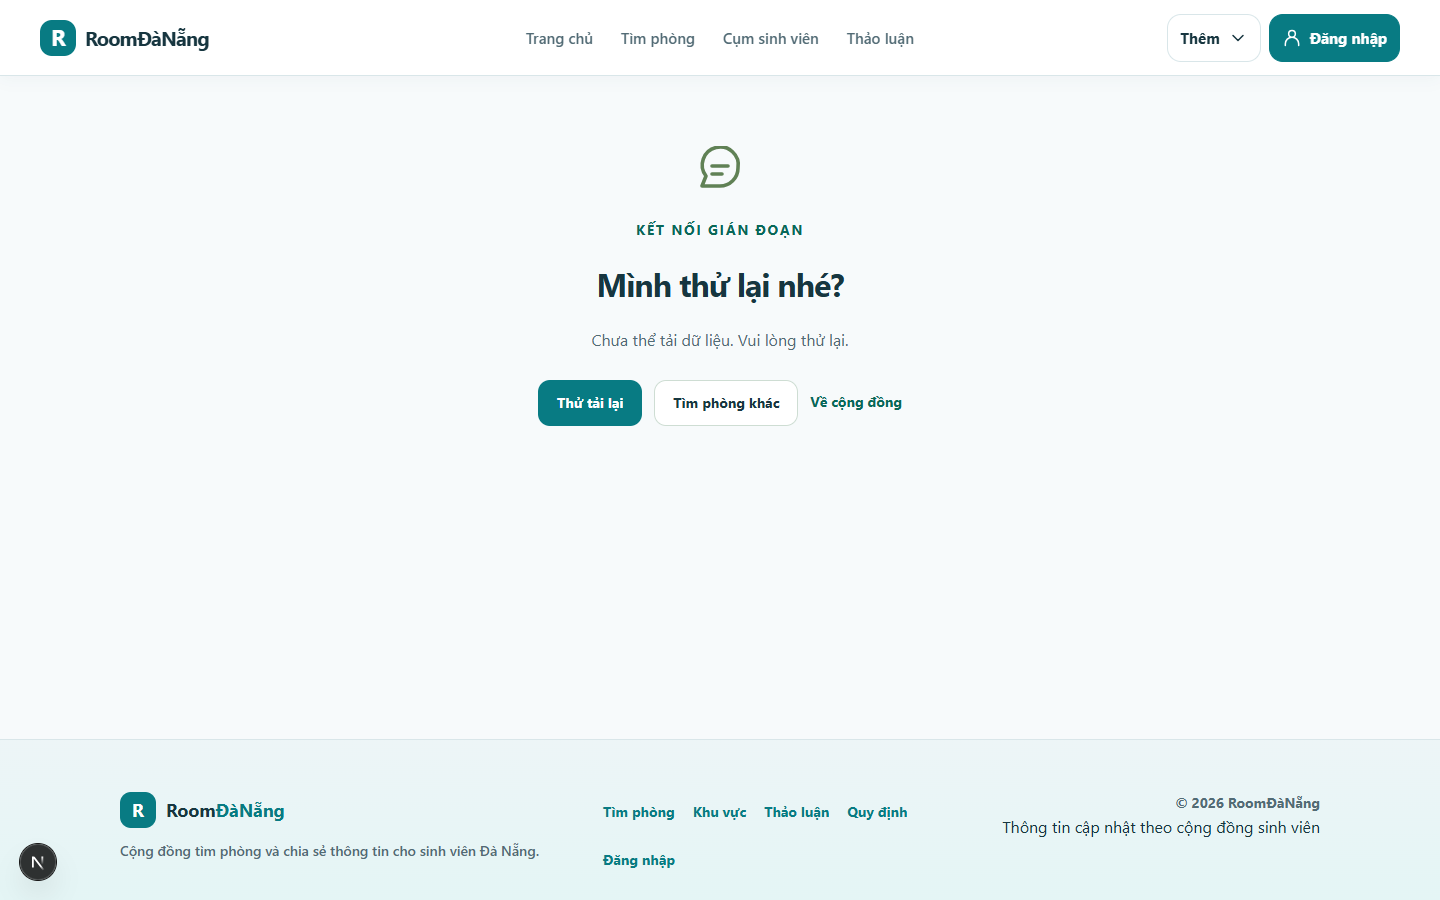 R RoomĐàNẵng
Trang chủ Tìm phòng Cụm sinh viên Thảo luận
Thêm Đăng nhập
KẾT NỐI GIÁN ĐOẠN
Mình thử lại nhé?
Chưa thể tải dữ liệu. Vui lòng thử lại.
Thử tải lại Tìm phòng khác Về cộng đồng
R RoomĐàNẵng
Cộng đồng tìm phòng và chia sẻ thông tin cho sinh viên Đà Nẵng.
Tìm phòng Khu vực Thảo luận Quy định
Đăng nhập
© 2026 RoomĐàNẵng
Thông tin cập nhật theo cộng đồng sinh viên
N